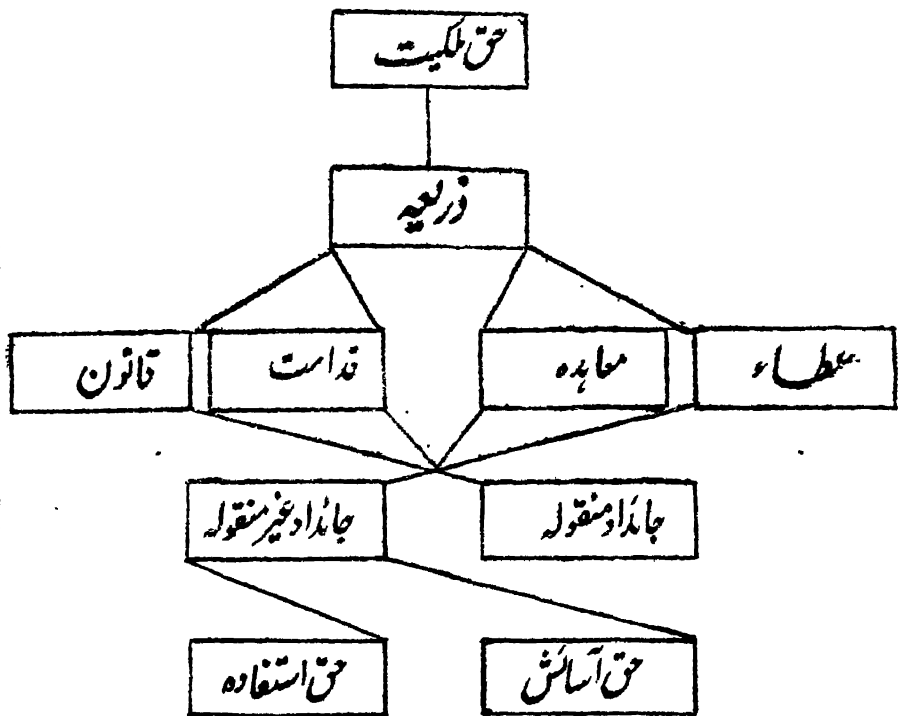 حق ملکیت
ذریعہ
عطاء
معاہدہ
قدامت
قانون
جائداد منقولہ
جائداد غیر منقولہ
حق آسائش
حق استفادہ